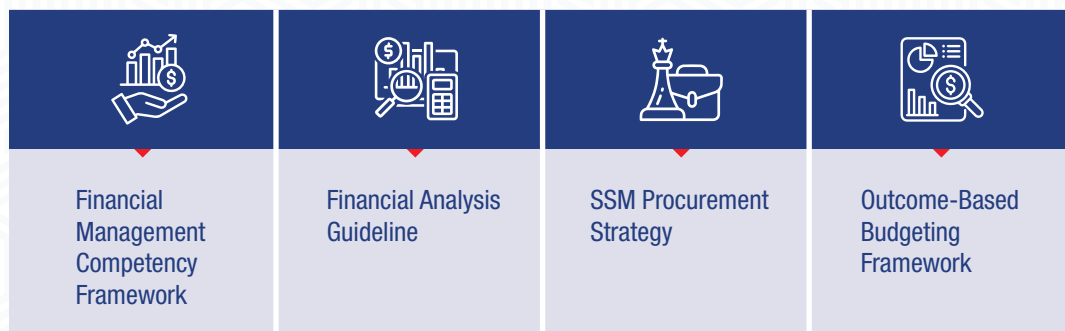 Financial
Management
Competency
Framework
Financial Analysis
Guideline
SSM Procurement
Strategy
Outcome-Based
Budgeting
Framework